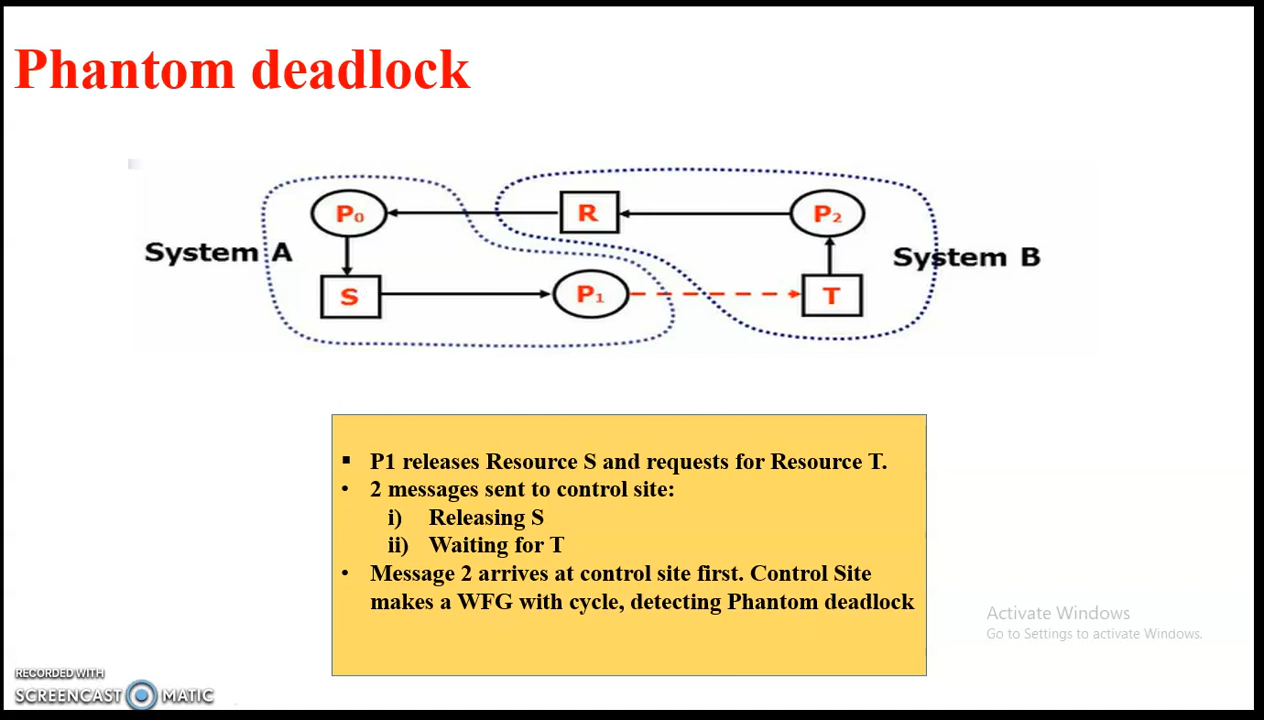 Phantom deadlock
P₀
R
P₂
System A
System B
S
P₁
T
▪ P1 releases Resource S and requests for Resource T.
• 2 messages sent to control site:
i) Releasing S
ii) Waiting for T
• Message 2 arrives at control site first. Control Site
makes a WFG with cycle, detecting Phantom deadlock
Activate Windows
Go to Settings to activate Windows.
RECORDED WITH
SCREENCAST MATIC